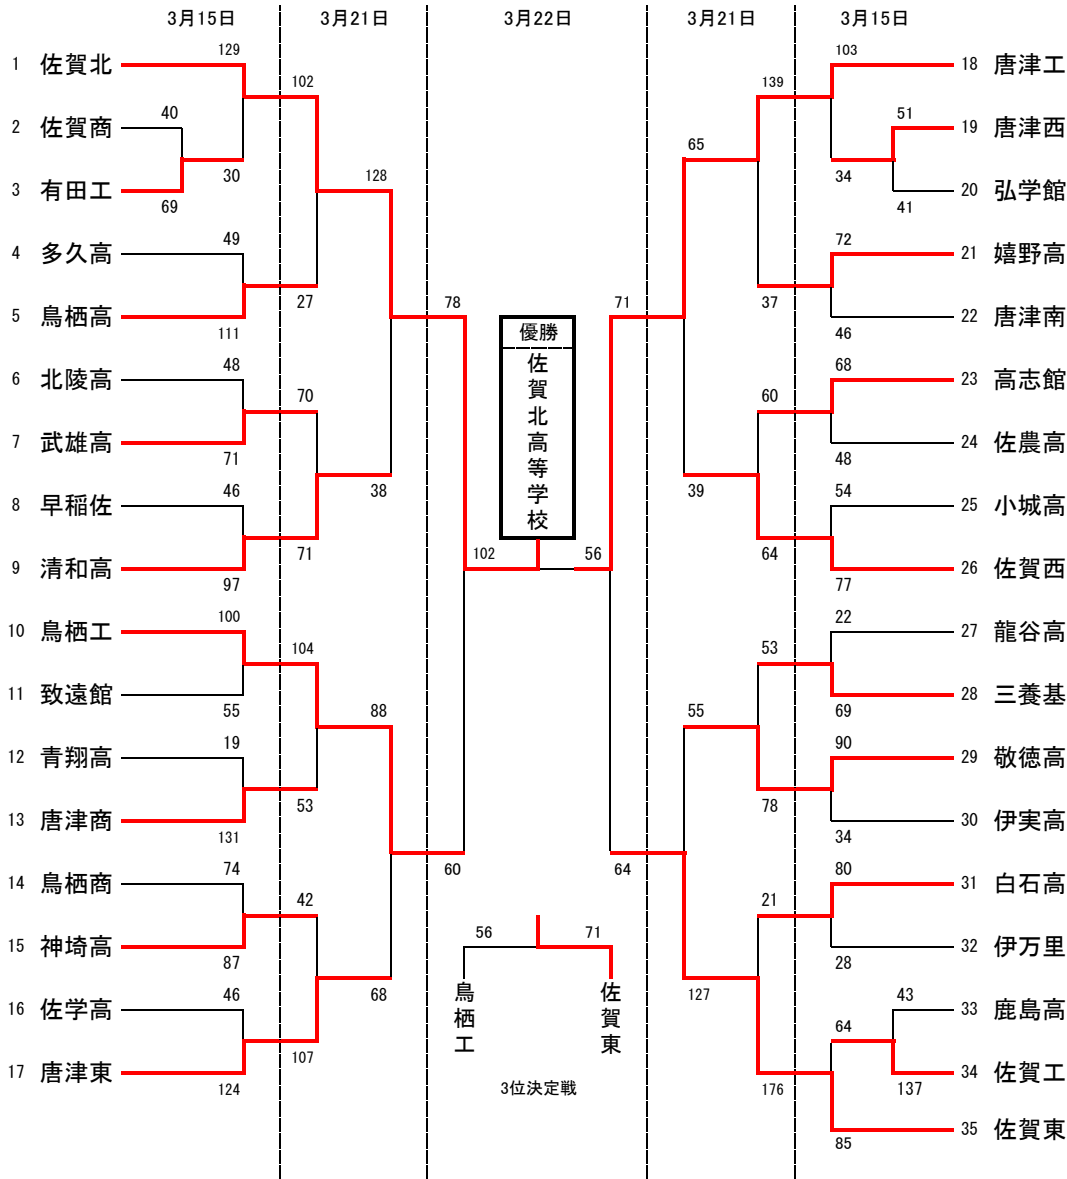 3月15日 3月21日 3月22日 3月21日 3月15日
1 佐賀北 129 102 139 103 18 唐津工
2 佐賀商 40 51 19 唐津西
65
3 有田工 30 69 128 34 41 20 弘学館
4 多久高 49 72 21 嬉野高
5 鳥栖高 111 27 78 71 37 46 22 唐津南
優勝
佐賀北高等学校
6 北陵高 48 68 23 高志館
70 60
7 武雄高 71 48 24 佐農高
8 早稲佐 46 38 39 54 25 小城高
9 清和高 97 71 102 56 64 77 26 佐賀西
10 鳥栖工 100 22 27 龍谷高
104 53
11 致遠館 55 88 55 69 28 三養基
12 青翔高 19 90 29 敬徳高
13 唐津商 131 53 78 34 30 伊実高
14 鳥栖商 74 60 64 80 31 白石高
42 21
15 神埼高 87 56 71 28 32 伊万里
鳥栖工 佐賀東
16 佐学高 46 68 127 43 33 鹿島高
64
17 唐津東 124 107 176 137 34 佐賀工
3位決定戦
85 35 佐賀東